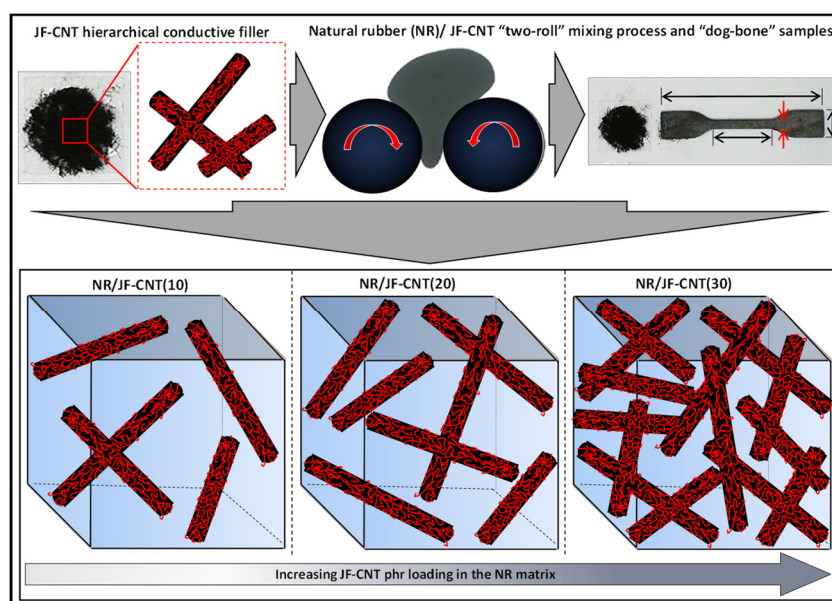 JF-CNT hierarchical conductive filler
Natural rubber (NR)/ JF-CNT “two-roll” mixing process and “dog-bone” samples
NR/JF-CNT(10)
NR/JF-CNT(20)
NR/JF-CNT(30)
Increasing JF-CNT phr loading in the NR matrix